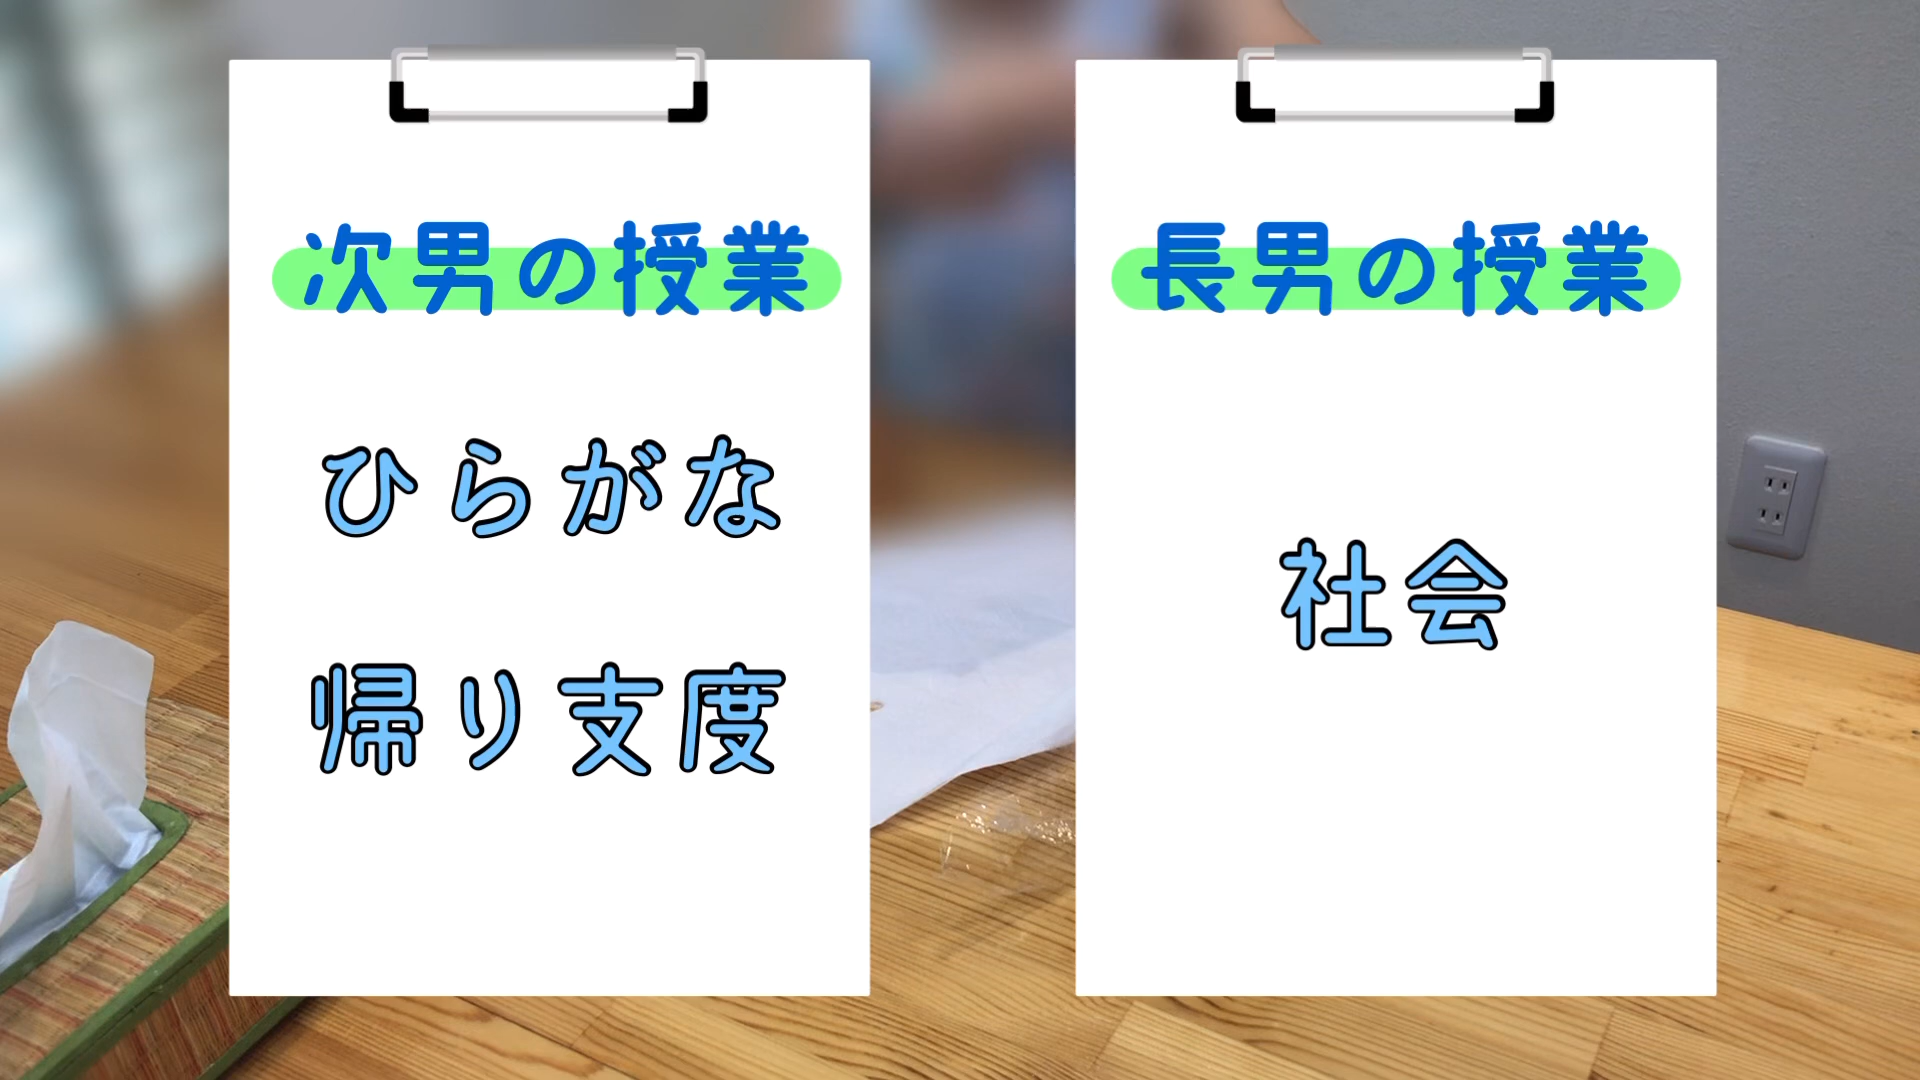 次男の授業
ひらがな
帰り支度
長男の授業
社会